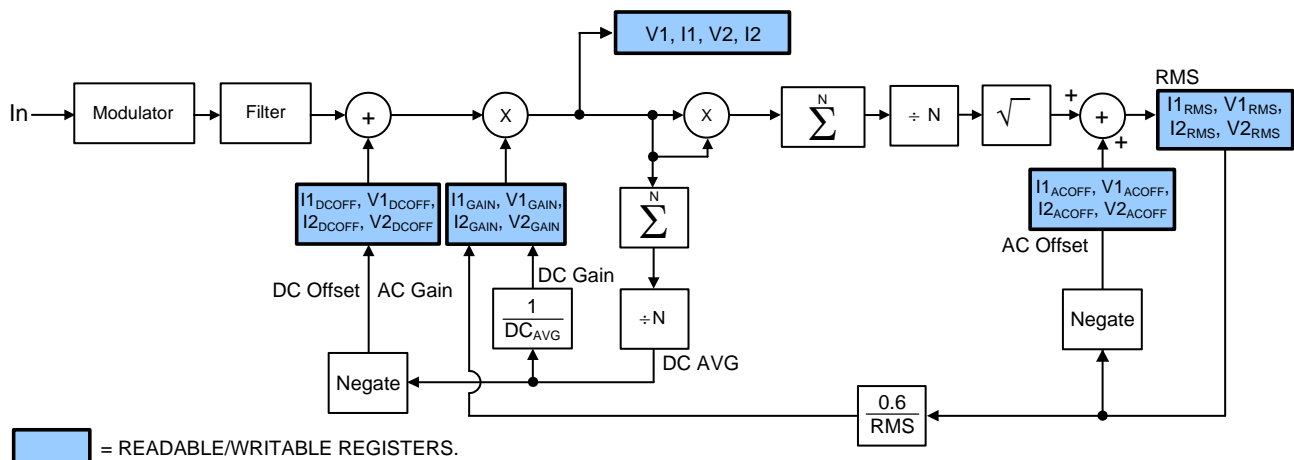 V1, I1, V2, I2
RMS
In
Modulator
Filter
+
X
X
N
∑
÷ N
√
+
+
+
I1RMS, V1RMS,
I2RMS, V2RMS
I1DCOFF, V1DCOFF,
I2DCOFF, V2DCOFF
I1GAIN, V1GAIN,
I2GAIN, V2GAIN
N
∑
I1ACOFF, V1ACOFF,
I2ACOFF, V2ACOFF
AC Offset
DC Offset
AC Gain
DC Gain
1
DCAVG
÷N
Negate
DC AVG
Negate
0.6
RMS
= READABLE/WRITABLE REGISTERS.